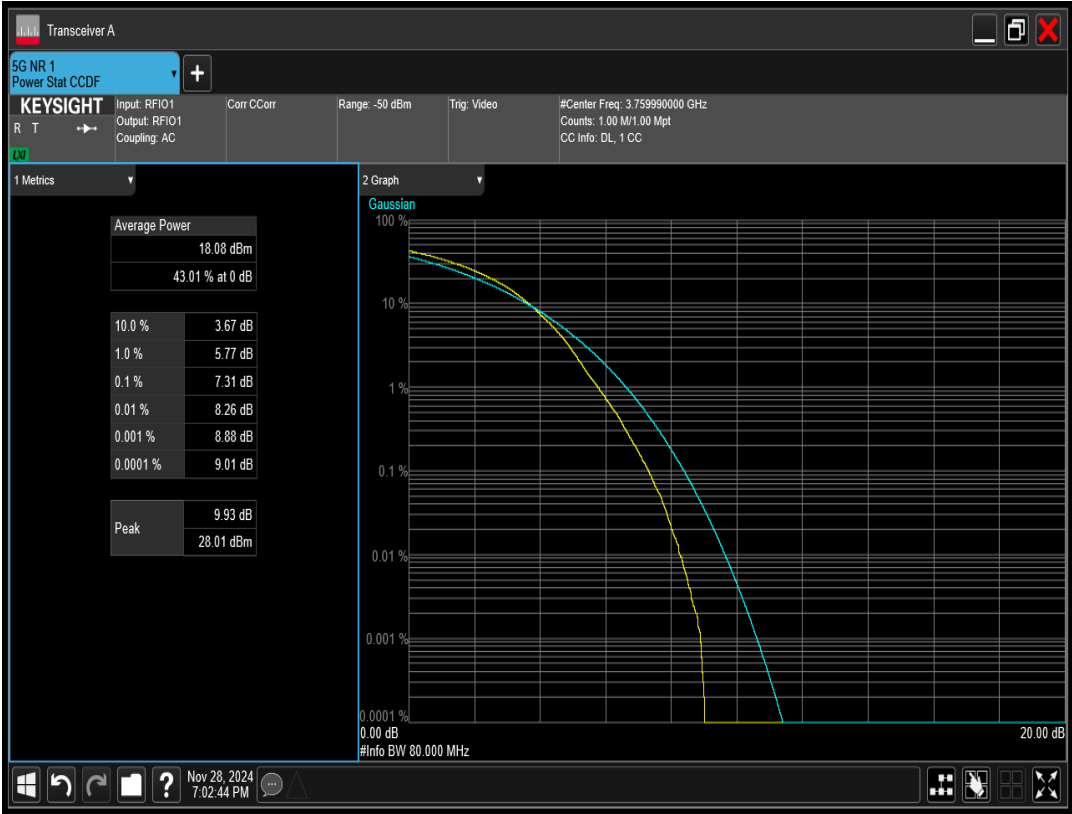 Transceiver A
5G NR 1
Power Stat CCDF
KEYSIGHT
R T
LXI
Input: RFIO1
Output: RFIO1
Coupling: AC
Corr CCorr
Range: -50 dBm
Trig: Video
#Center Freq: 3.759990000 GHz
Counts: 1.00 M/1.00 Mpt
CC Info: DL, 1 CC
1 Metrics
Average Power
18.08 dBm
43.01 % at 0 dB
10.0 % 3.67 dB
1.0 % 5.77 dB
0.1 % 7.31 dB
0.01 % 8.26 dB
0.001 % 8.88 dB
0.0001 % 9.01 dB
Peak 9.93 dB
28.01 dBm
2 Graph
Gaussian
100 %
10 %
1 %
0.1 %
0.01 %
0.001 %
0.0001 %
0.00 dB 20.00 dB
#Info BW 80.000 MHz
Nov 28, 2024
7:02:44 PM